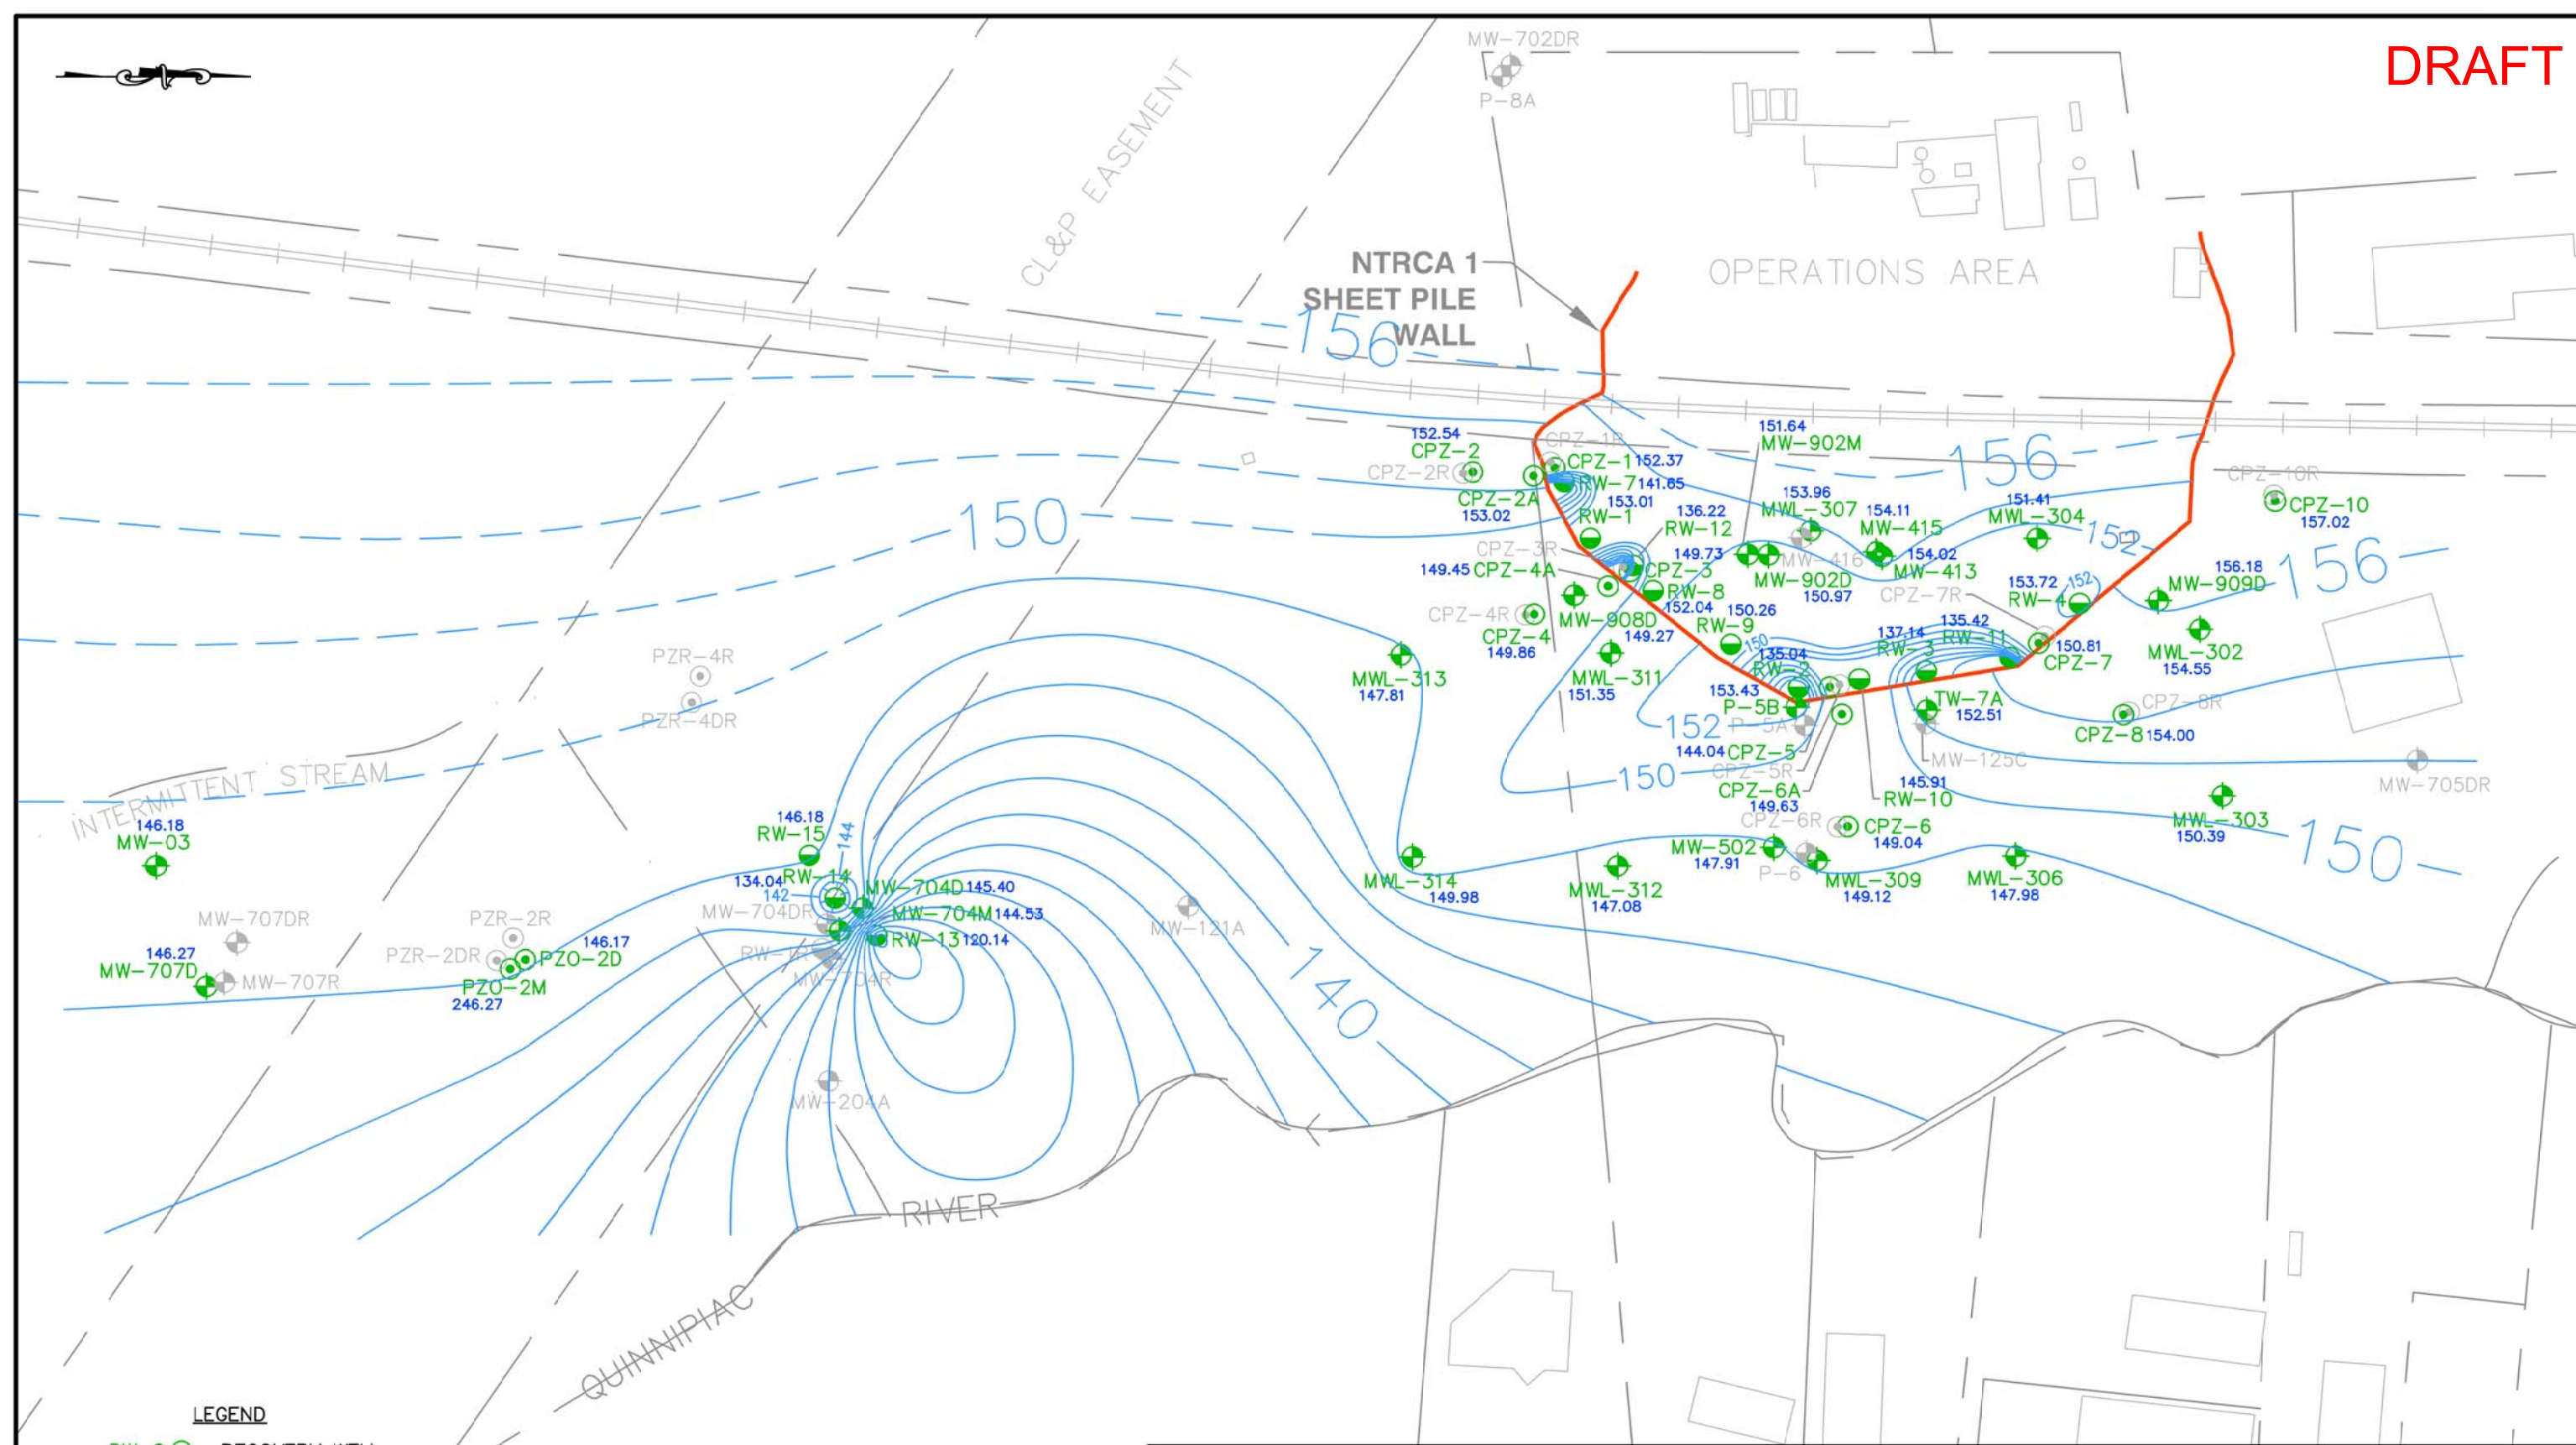 DRAFT
MW-702DR
P-8A
CL&P EASEMENT
NTRCA 1
SHEET PILE
WALL
OPERATIONS AREA
156
152.54
CPZ-2
CPZ-2R
CPZ-2A
153.02
CPZ-1R
CPZ-1 152.37
RW-7 141.65
153.01
RW-1
136.22
RW-12
151.64
MW-902M
153.96
MWL-307
154.11
MW-415
151.41
MWL-304
156
152
CPZ-10R
CPZ-10
157.02
150
CPZ-3R
149.45 CPZ-4A
149.73
CPZ-3
RW-8
152.04
MW-416
MW-902D
150.97
154.02
MW-413
CPZ-7R
153.72
RW-4
152
156.18
MW-909D
156
CPZ-4R
CPZ-4
149.86
MW-908D
149.27
150.26
RW-9
150
137.14
RW-3
135.42
RW-11
150.81
CPZ-7
MWL-302
154.55
PZR-4R
PZR-4DR
MWL-313
147.81
MWL-311
151.35
135.04
RW-2
153.43
P-5B
P-5A
152
TW-7A
152.51
CPZ-8R
CPZ-8 154.00
144.04 CPZ-5
CPZ-5R
150
CPZ-6A
149.63
MW-125C
145.91
RW-10
MW-705DR
INTERMITTENT STREAM
146.18
MW-03
146.18
RW-15
144
CPZ-6R
CPZ-6
149.04
MWL-303
150.39
150
MW-502
147.91
P-6
134.04 RW-14
142
MW-704D 145.40
MWL-314
149.98
MWL-312
147.08
MWL-309
149.12
MWL-306
147.98
MW-704DR
MW-704M 144.53
RW-13 120.14
MW-704R
MW-121A
MW-707DR
146.27
MW-707D
MW-707R
PZR-2R
PZR-2DR
146.17
PZO-2D
PZO-2M
246.27
140
MW-204A
QUINNIPIAC
RIVER
LEGEND